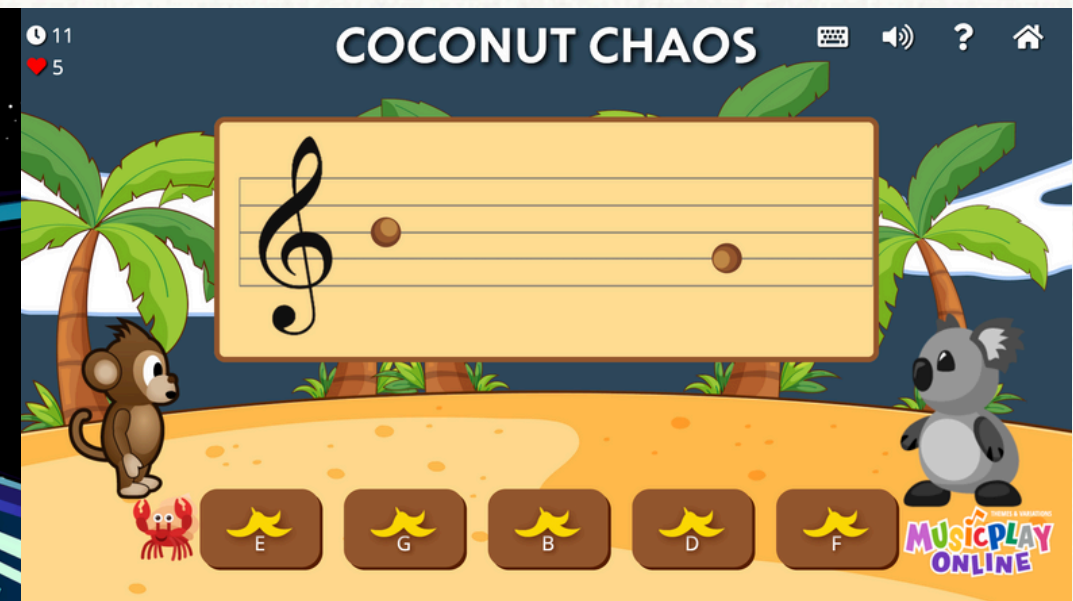 11
5
COCONUT CHAOS
?
E
G
B
D
F
THEMES & VARIATIONS
MUSICPLAY
ONLINE